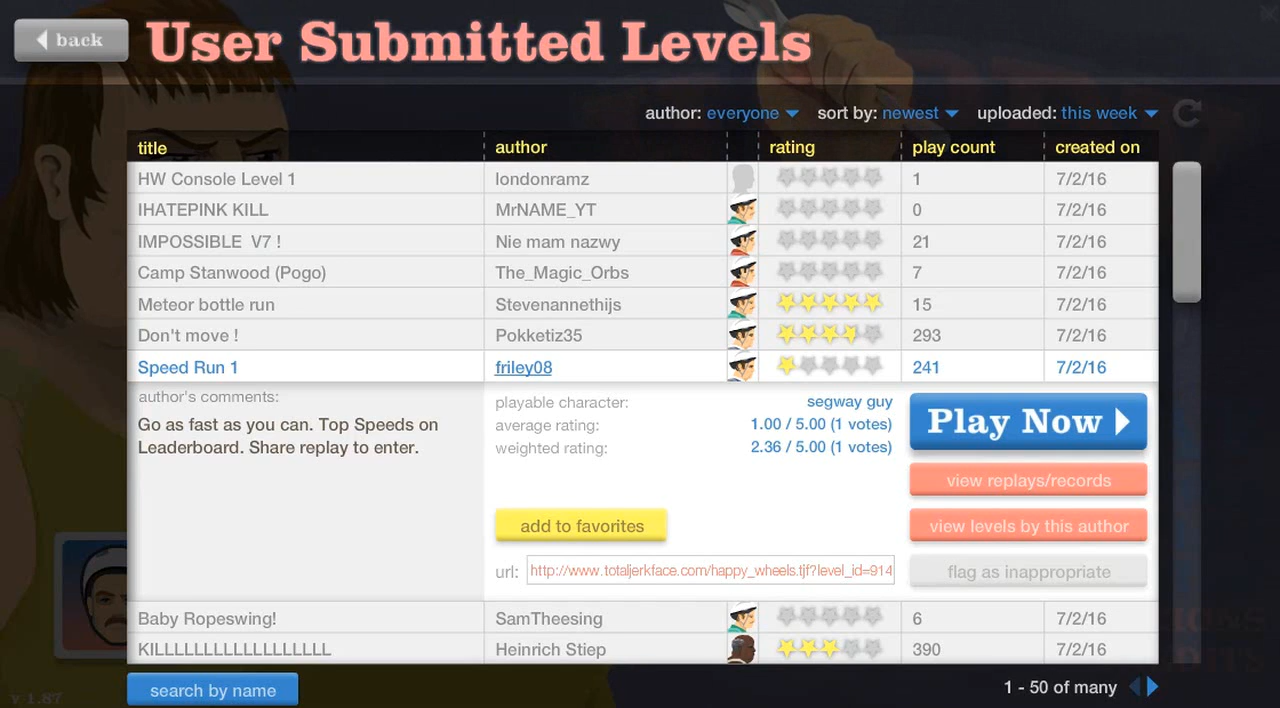 back
User Submitted Levels
author: everyone sort by: newest uploaded: this week
title author rating play count created on
HW Console Level 1 londonramz 1 7/2/16
IHATEPINK KILL MrNAME_YT 0 7/2/16
IMPOSSIBLE  V7 ! Nie mam nazwy 21 7/2/16
Camp Stanwood (Pogo) The_Magic_Orbs 7 7/2/16
Meteor bottle run Stevenannethijs 15 7/2/16
Don't move ! Pokketiz35 293 7/2/16
Speed Run 1 friley08 241 7/2/16
author's comments:
Go as fast as you can. Top Speeds on
Leaderboard. Share replay to enter.
playable character: segway guy
average rating: 1.00 / 5.00 (1 votes)
weighted rating: 2.36 / 5.00 (1 votes)
add to favorites
url: http://www.totaljerkface.com/happy_wheels.tjf?level_id=914
Play Now
view replays/records
view levels by this author
flag as inappropriate
Baby Ropeswing! SamTheesing 6 7/2/16
KILLLLLLLLLLLLLLLLLL Heinrich Stiep 390 7/2/16
search by name
1 - 50 of many
v 1.87